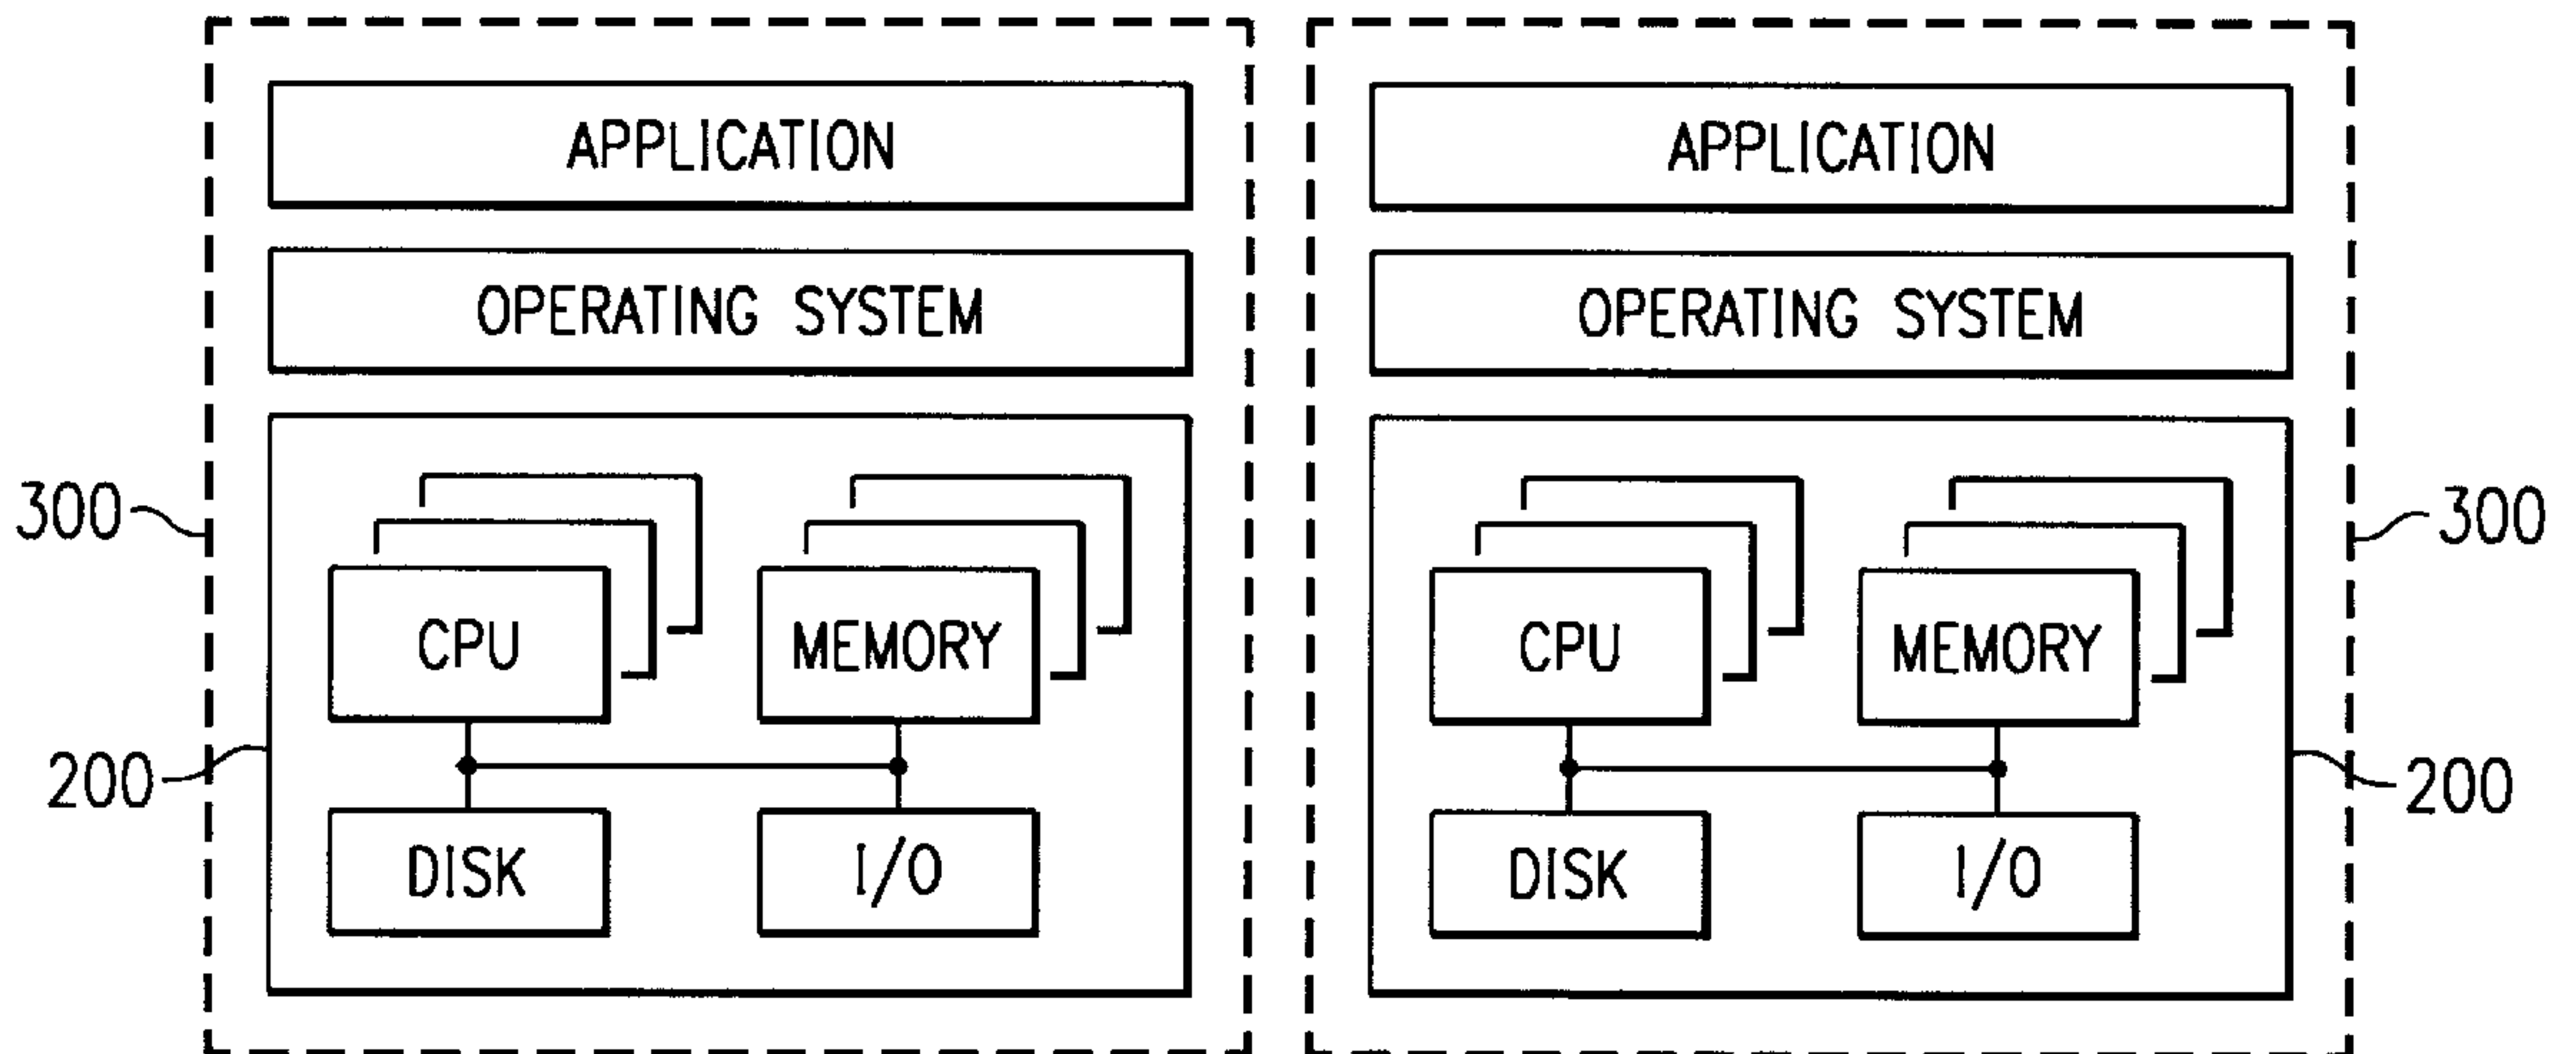 APPLICATION
APPLICATION
OPERATING SYSTEM
OPERATING SYSTEM
300
300
CPU
MEMORY
CPU
MEMORY
200
200
DISK
I/O
DISK
I/O